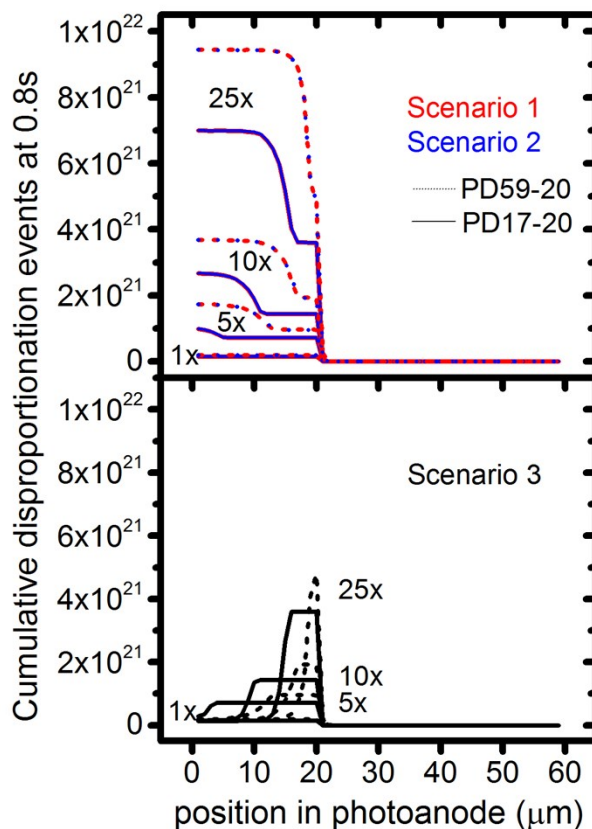 Cumulative disproportionation events at 0.8s
1x10²²
8x10²¹
6x10²¹
4x10²¹
2x10²¹
0
25x
10x
5x
1x
Scenario 1
Scenario 2
PD59-20
PD17-20
1x10²²
8x10²¹
6x10²¹
4x10²¹
2x10²¹
0
Scenario 3
25x
10x
5x
1x
0 10 20 30 40 50 60
position in photoanode (μm)